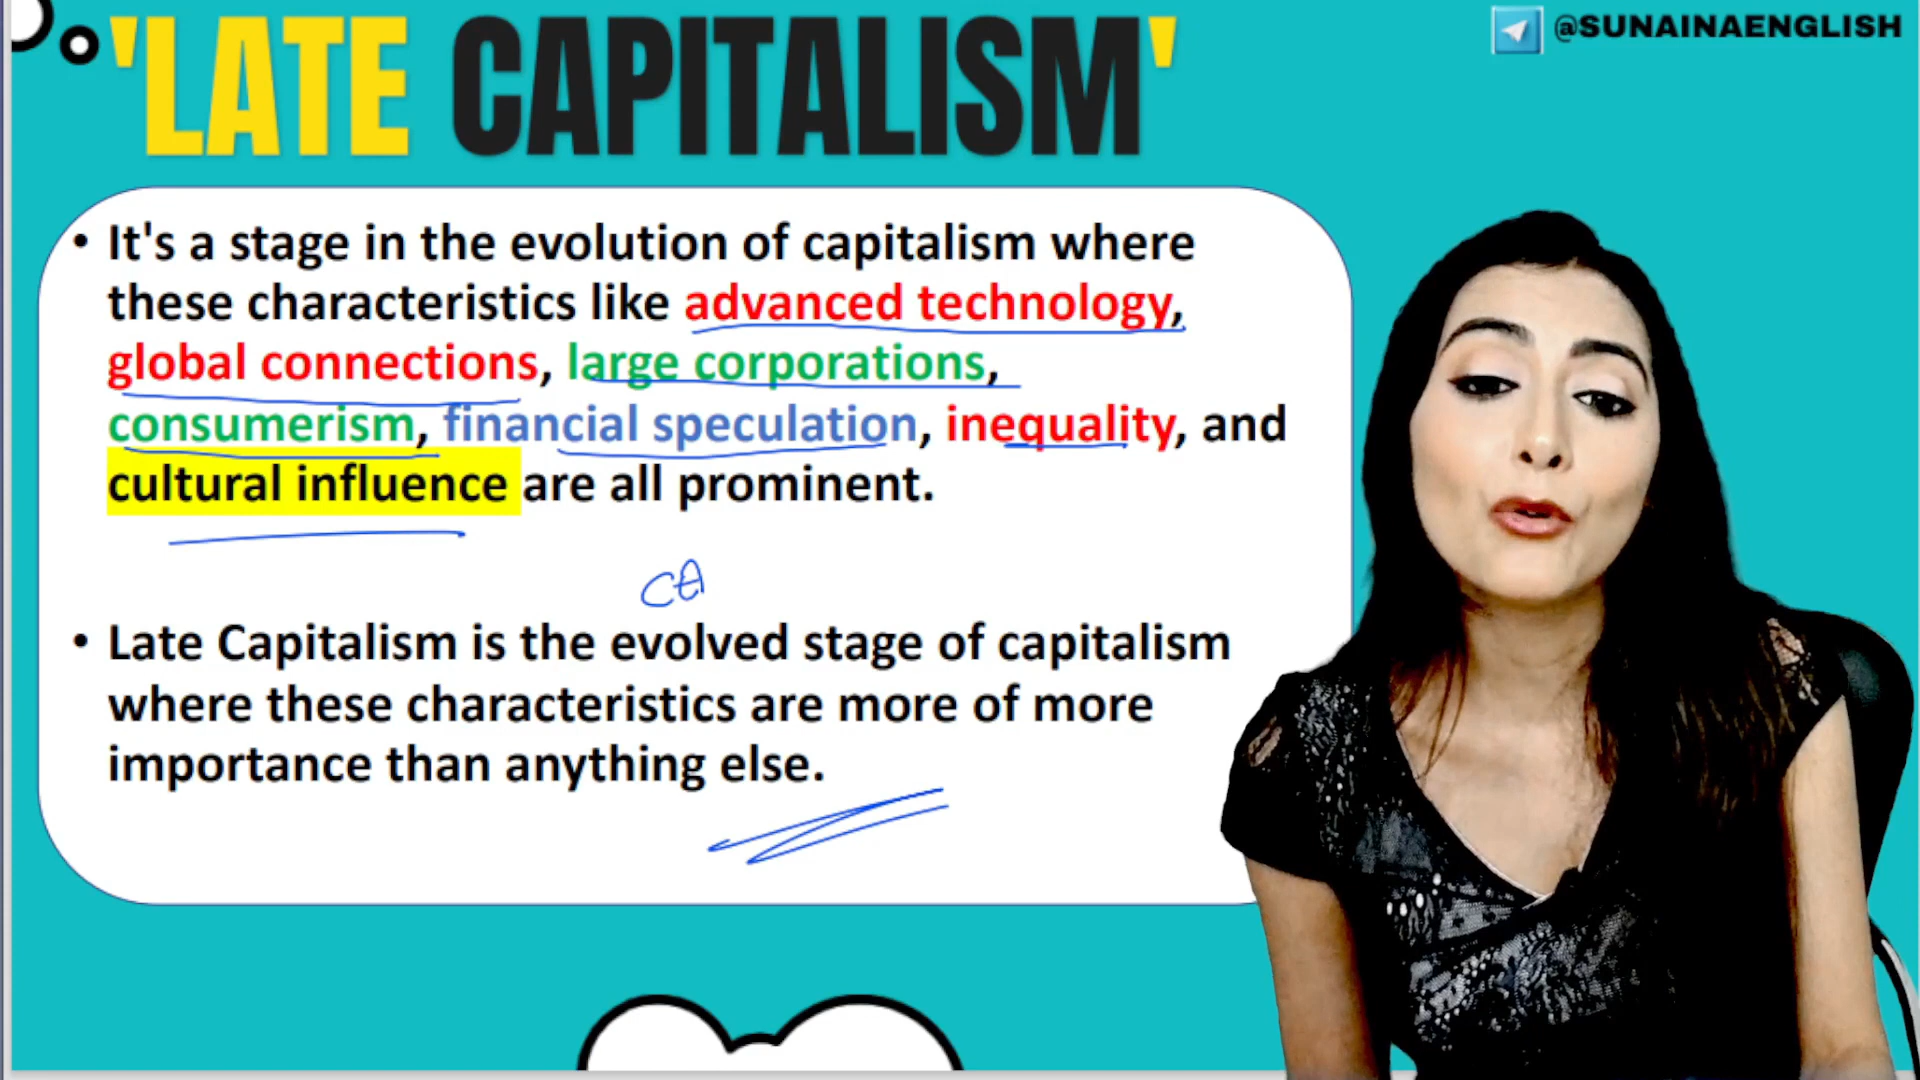 'LATE CAPITALISM'
@SUNAINAENGLISH
• It's a stage in the evolution of capitalism where
these characteristics like advanced technology,
global connections, large corporations,
consumerism, financial speculation, inequality, and
cultural influence are all prominent.
• Late Capitalism is the evolved stage of capitalism
where these characteristics are more of more
importance than anything else.